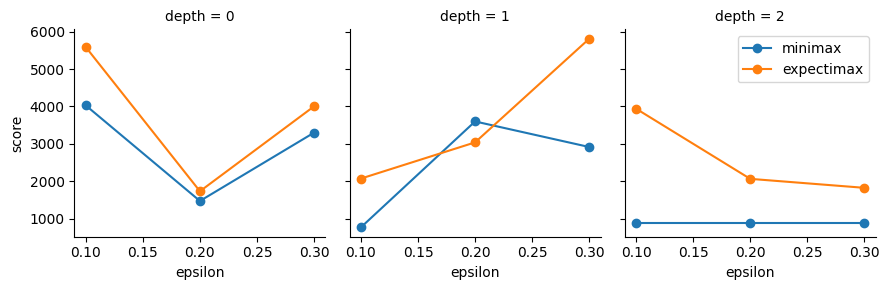 depth = 0
depth = 1
depth = 2
minimax
expectimax
score
6000
5000
4000
3000
2000
1000
0.10 0.15 0.20 0.25 0.30
0.10 0.15 0.20 0.25 0.30
0.10 0.15 0.20 0.25 0.30
epsilon
epsilon
epsilon